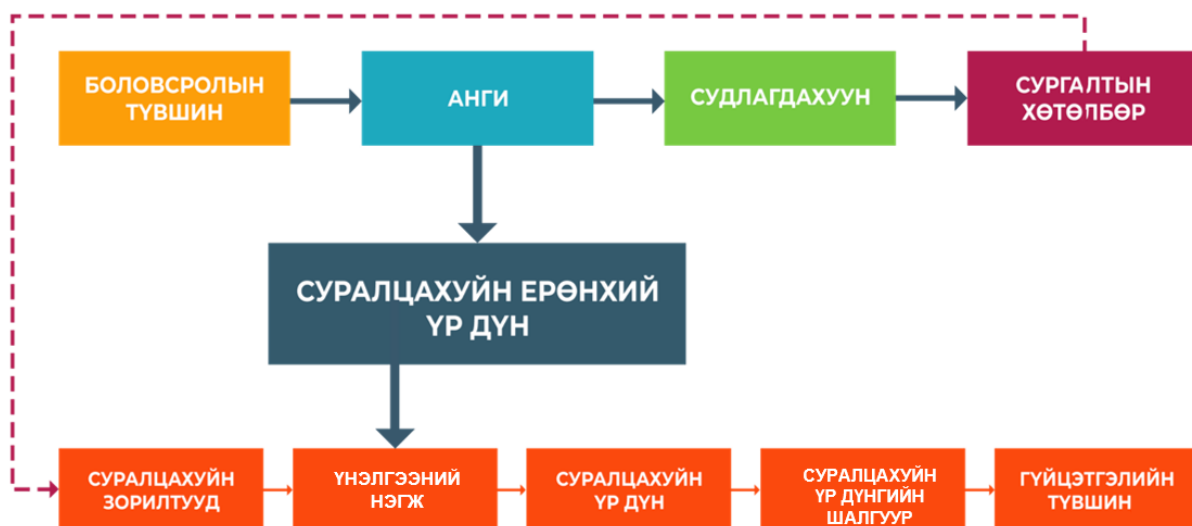 БОЛОВСРОЛЫН
ТҮВШИН
АНГИ
СУДЛАГДАХУУН
СУРГАЛТЫН
ХӨТӨЛБӨР
СУРАЛЦАХУЙН ЕРӨНХИЙ
ҮР ДҮН
СУРАЛЦАХУЙН
ЗОРИЛТУУД
ҮНЭЛГЭЭНИЙ
НЭГЖ
СУРАЛЦАХУЙН
ҮР ДҮН
СУРАЛЦАХУЙН
ҮР ДҮНГИЙН
ШАЛГУУР
ГҮЙЦЭТГЭЛИЙН
ТҮВШИН